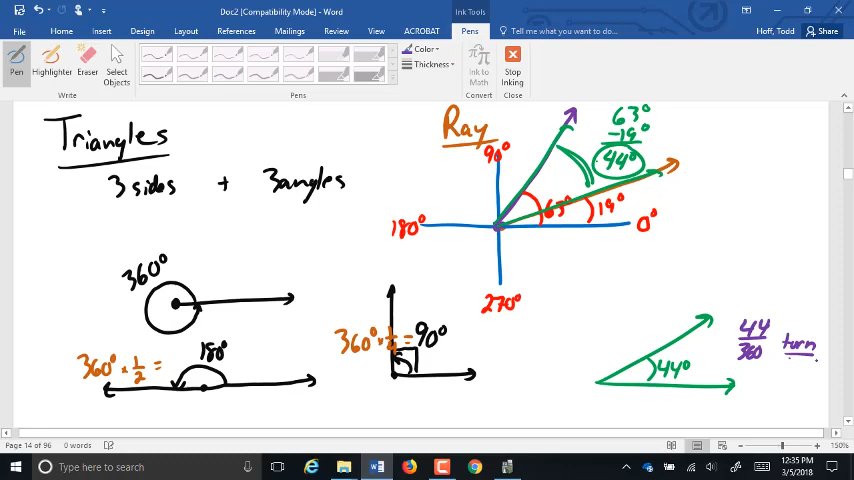 Doc2 [Compatibility Mode] - Word
Ink Tools
Hoff, Todd
File
Home
Insert
Design
Layout
References
Mailings
Review
View
ACROBAT
Pens
Tell me what you want to do...
Share
Pen
Highlighter
Eraser
Select Objects
Color
Thickness
Ink to Math
Stop Inking
Write
Pens
Convert
Close
Triangles
3 sides + 3 angles
Ray
63°
-19°
44°
90°
63°
19°
180°
0°
270°
360°
360° × 1/2 =
180°
360° × 1/4 =
90°
44°
44/360 turn
Page 14 of 96
0 words
150%
Type here to search
12:35 PM
3/5/2018